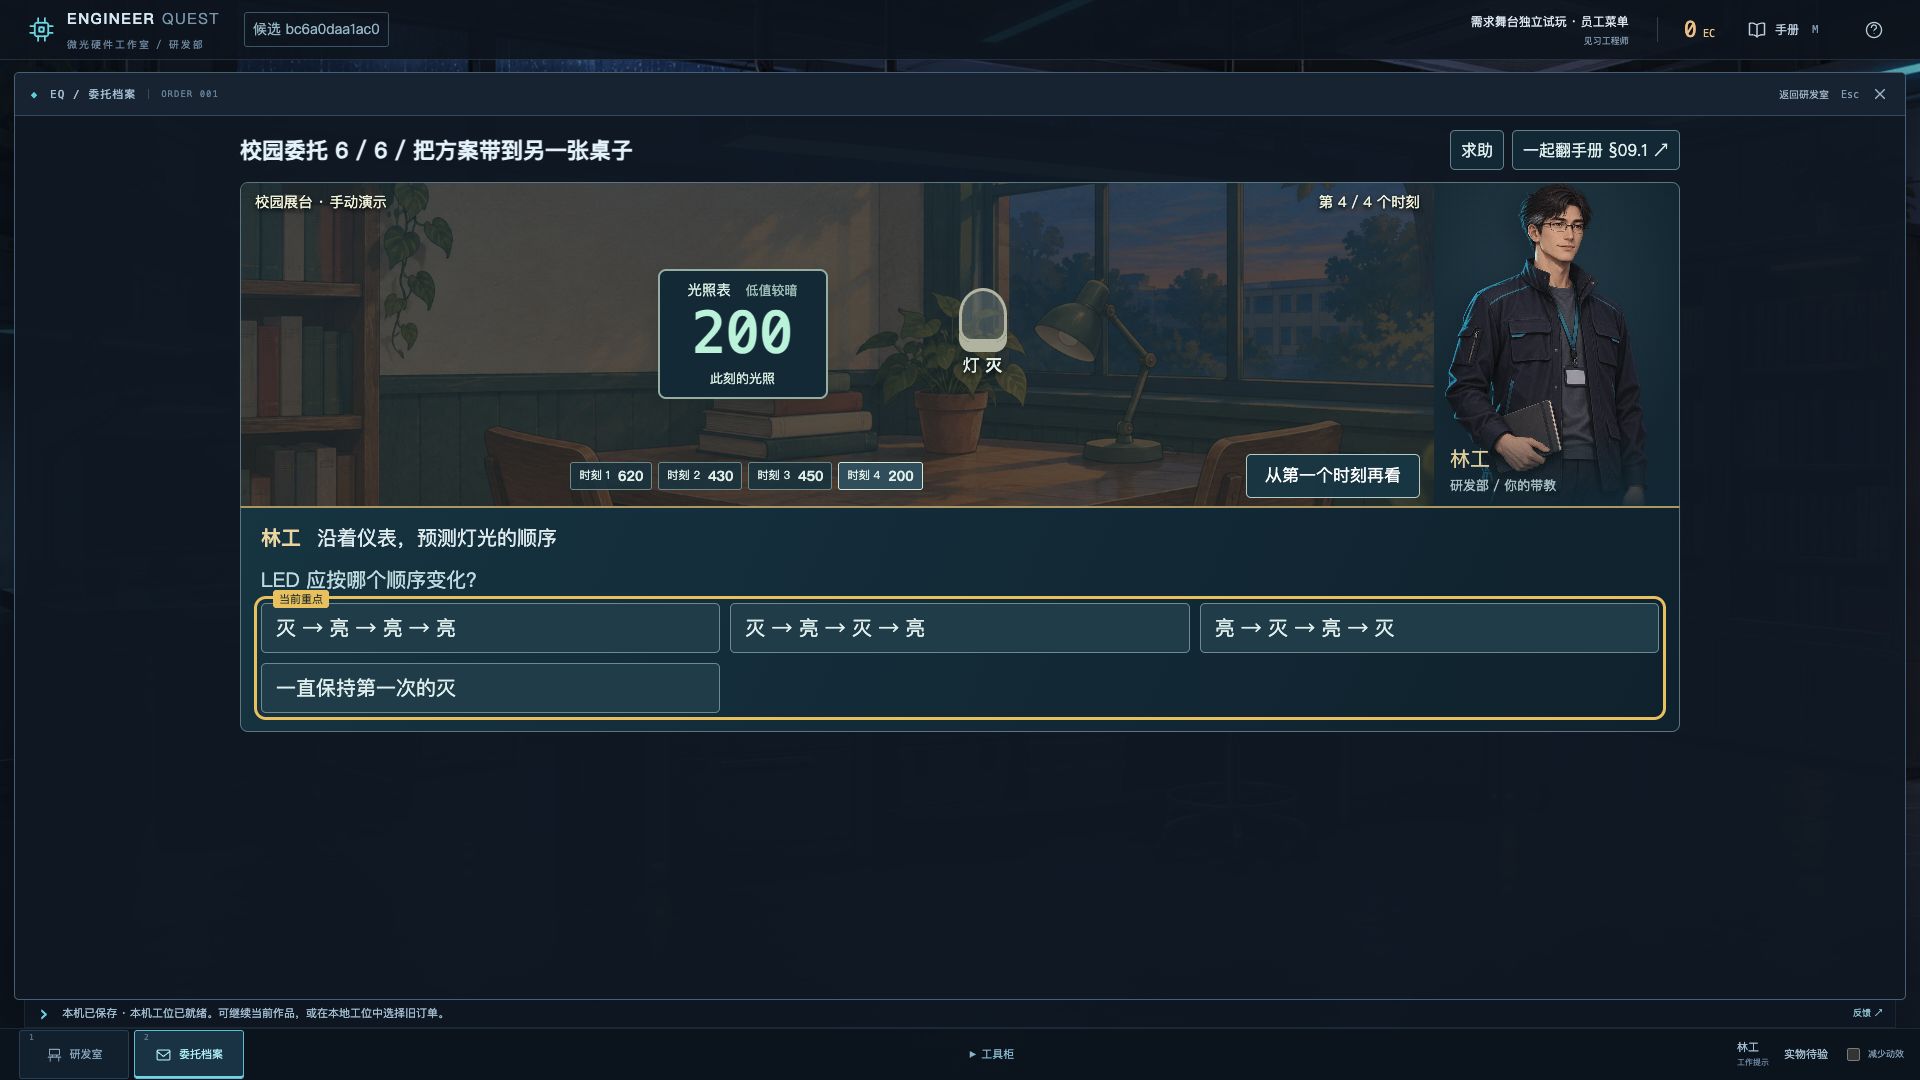 ENGINEER QUEST
微光硬件工作室 / 研发部
候选 bc6a0daa1ac0
需求舞台独立试玩 · 员工菜单
见习工程师
0 EC
手册 M
EQ / 委托档案
ORDER 001
返回研发室 Esc
校园委托 6 / 6 / 把方案带到另一张桌子
求助
一起翻手册 §09.1 ↗
校园展台 · 手动演示
第 4 / 4 个时刻
光照表 低值较暗
200
此刻的光照
灯 灭
时刻 1 620
时刻 2 430
时刻 3 450
时刻 4 200
从第一个时刻再看
林工
研发部 / 你的带教
林工 沿着仪表，预测灯光的顺序
LED 应按哪个顺序变化？
当前重点
灭 → 亮 → 亮 → 亮
灭 → 亮 → 灭 → 亮
亮 → 灭 → 亮 → 灭
一直保持第一次的灭
本机已保存 · 本机工位已就绪。可继续当前作品，或在本地工位中选择旧订单。
反馈 ↗
1 研发室
2 委托档案
▶ 工具柜
林工
工作提示
实物待验
减少动效